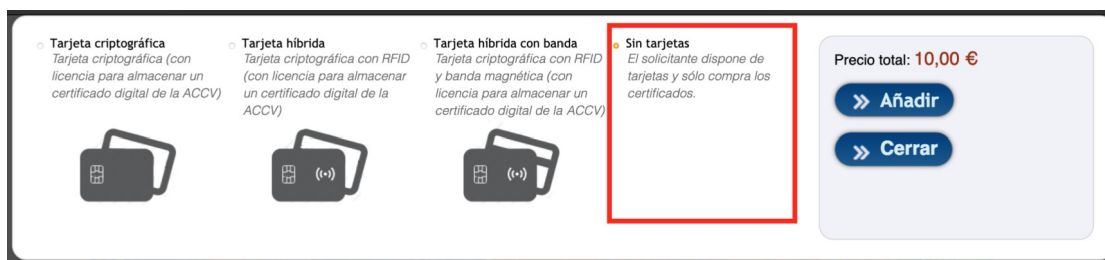 Tarjeta criptográfica
Tarjeta criptográfica (con
licencia para almacenar un
certificado digital de la ACCV)
Tarjeta híbrida
Tarjeta criptográfica con RFID
(con licencia para almacenar
un certificado digital de la
ACCV)
Tarjeta híbrida con banda
Tarjeta criptográfica con RFID
y banda magnética (con
licencia para almacenar un
certificado digital de la ACCV)
Sin tarjetas
El solicitante dispone de
tarjetas y sólo compra los
certificados.
Precio total: 10,00 €
Añadir
Cerrar